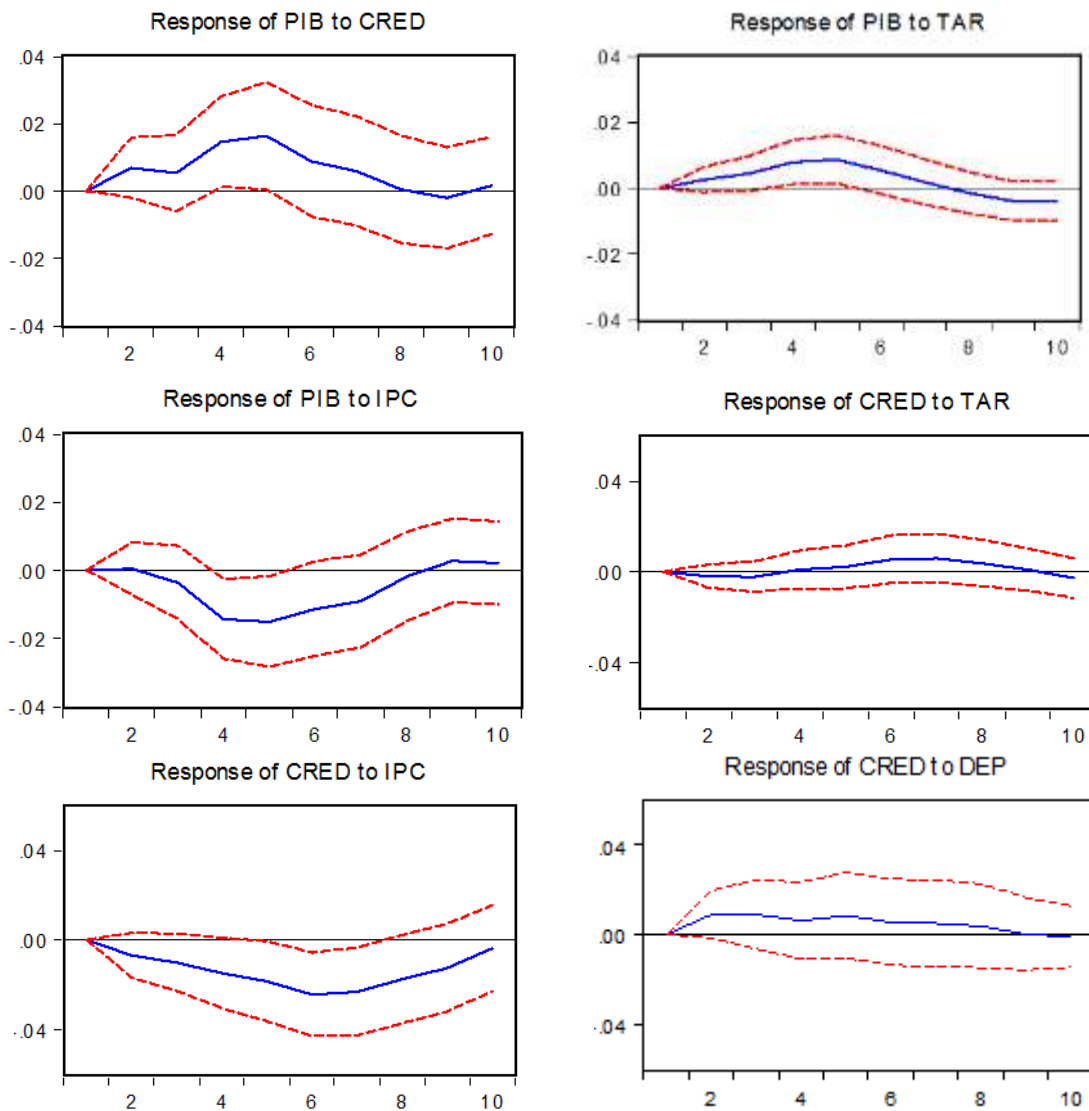 Response of PIB to CRED
.04
.02
.00
-.02
-.04
2 4 6 8 10
Response of PIB to TAR
.04
.02
.00
-.02
-.04
2 4 6 8 10
Response of PIB to IPC
.04
.02
.00
-.02
-.04
2 4 6 8 10
Response of CRED to TAR
.04
.00
-.04
2 4 6 8 10
Response of CRED to IPC
.04
.00
-.04
2 4 6 8 10
Response of CRED to DEP
.04
.00
-.04
2 4 6 8 10